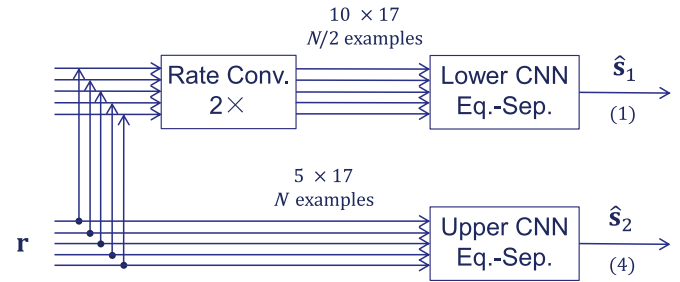 10 × 17
N/2 examples
Rate Conv.
2×
Lower CNN
Eq.-Sep.
ŝ₁
(1)
5 × 17
N examples
r
Upper CNN
Eq.-Sep.
ŝ₂
(4)